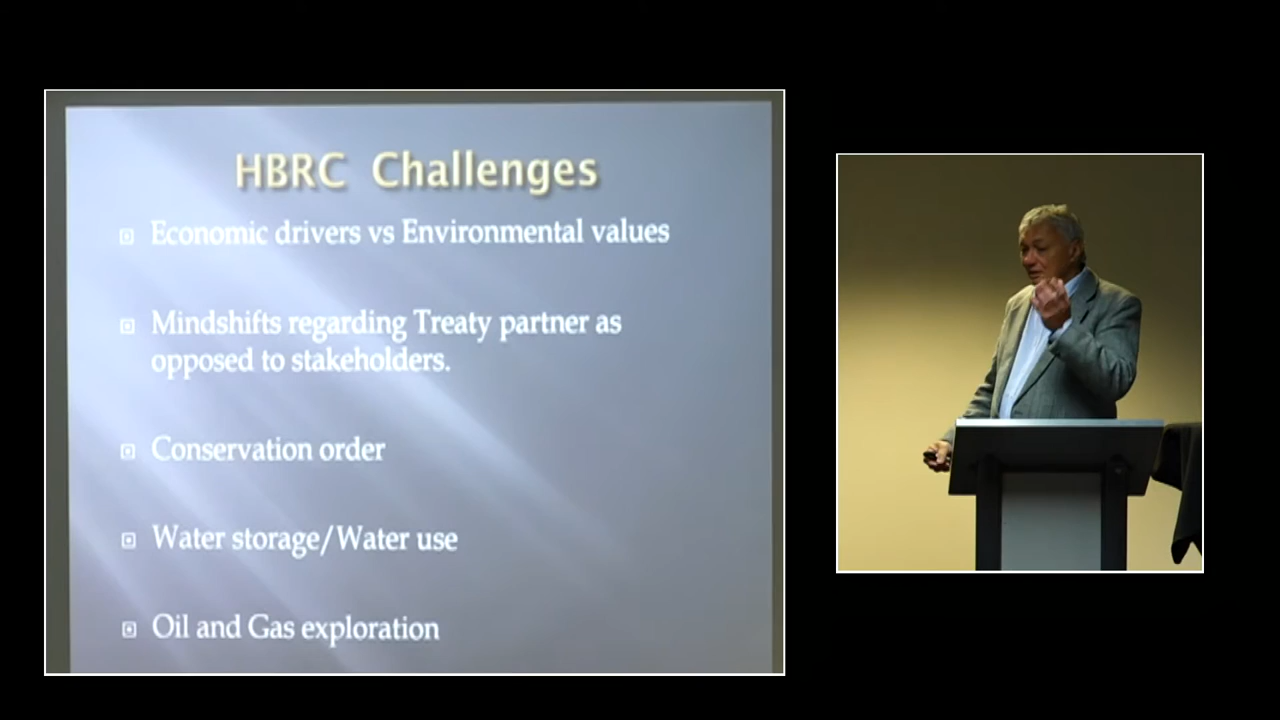 HBRC Challenges
Economic drivers vs Environmental values
Mindshifts regarding Treaty partner as
opposed to stakeholders.
Conservation order
Water storage/Water use
Oil and Gas exploration